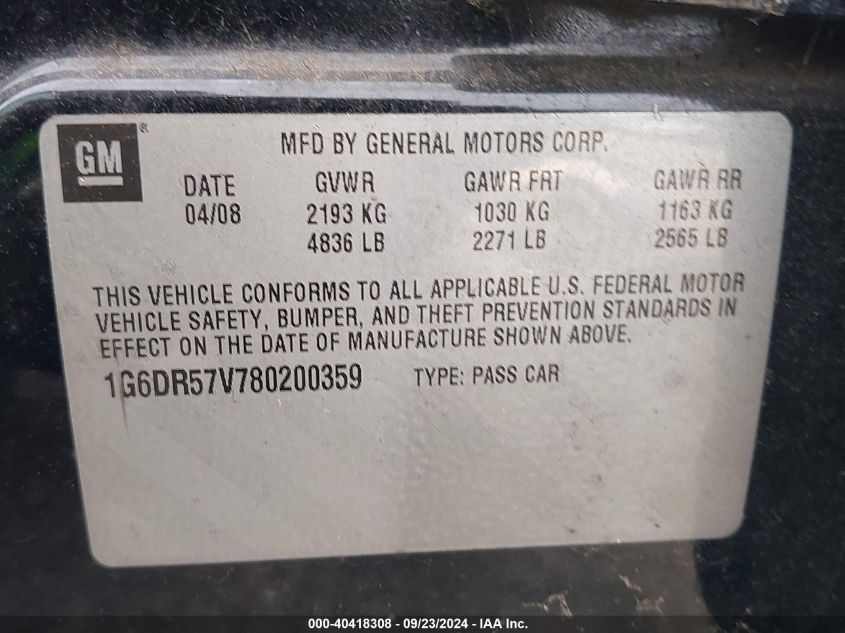 GM®
MFD BY GENERAL MOTORS CORP.
DATE GVWR GAWR FRT GAWR RR
04/08 2193 KG 1030 KG 1163 KG
4836 LB 2271 LB 2565 LB
THIS VEHICLE CONFORMS TO ALL APPLICABLE U.S. FEDERAL MOTOR
VEHICLE SAFETY, BUMPER, AND THEFT PREVENTION STANDARDS IN
EFFECT ON THE DATE OF MANUFACTURE SHOWN ABOVE.
1G6DR57V780200359 TYPE: PASS CAR
000-40418308 - 09/23/2024 - IAA Inc.